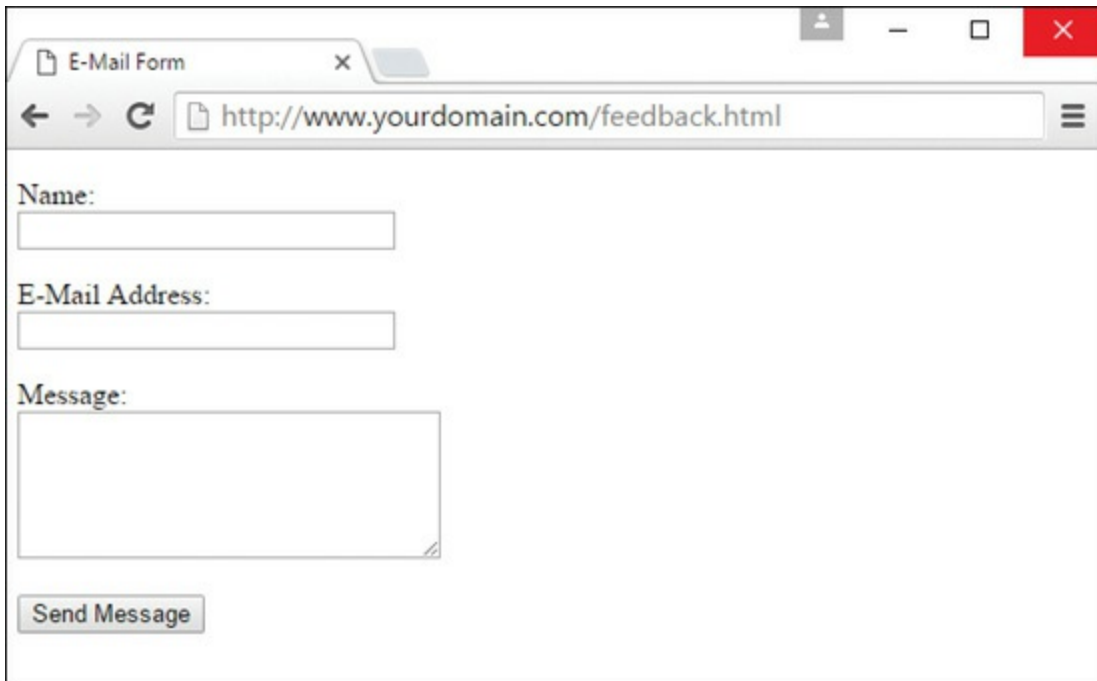 E-Mail Form
http://www.yourdomain.com/feedback.html
Name:
E-Mail Address:
Message:
Send Message